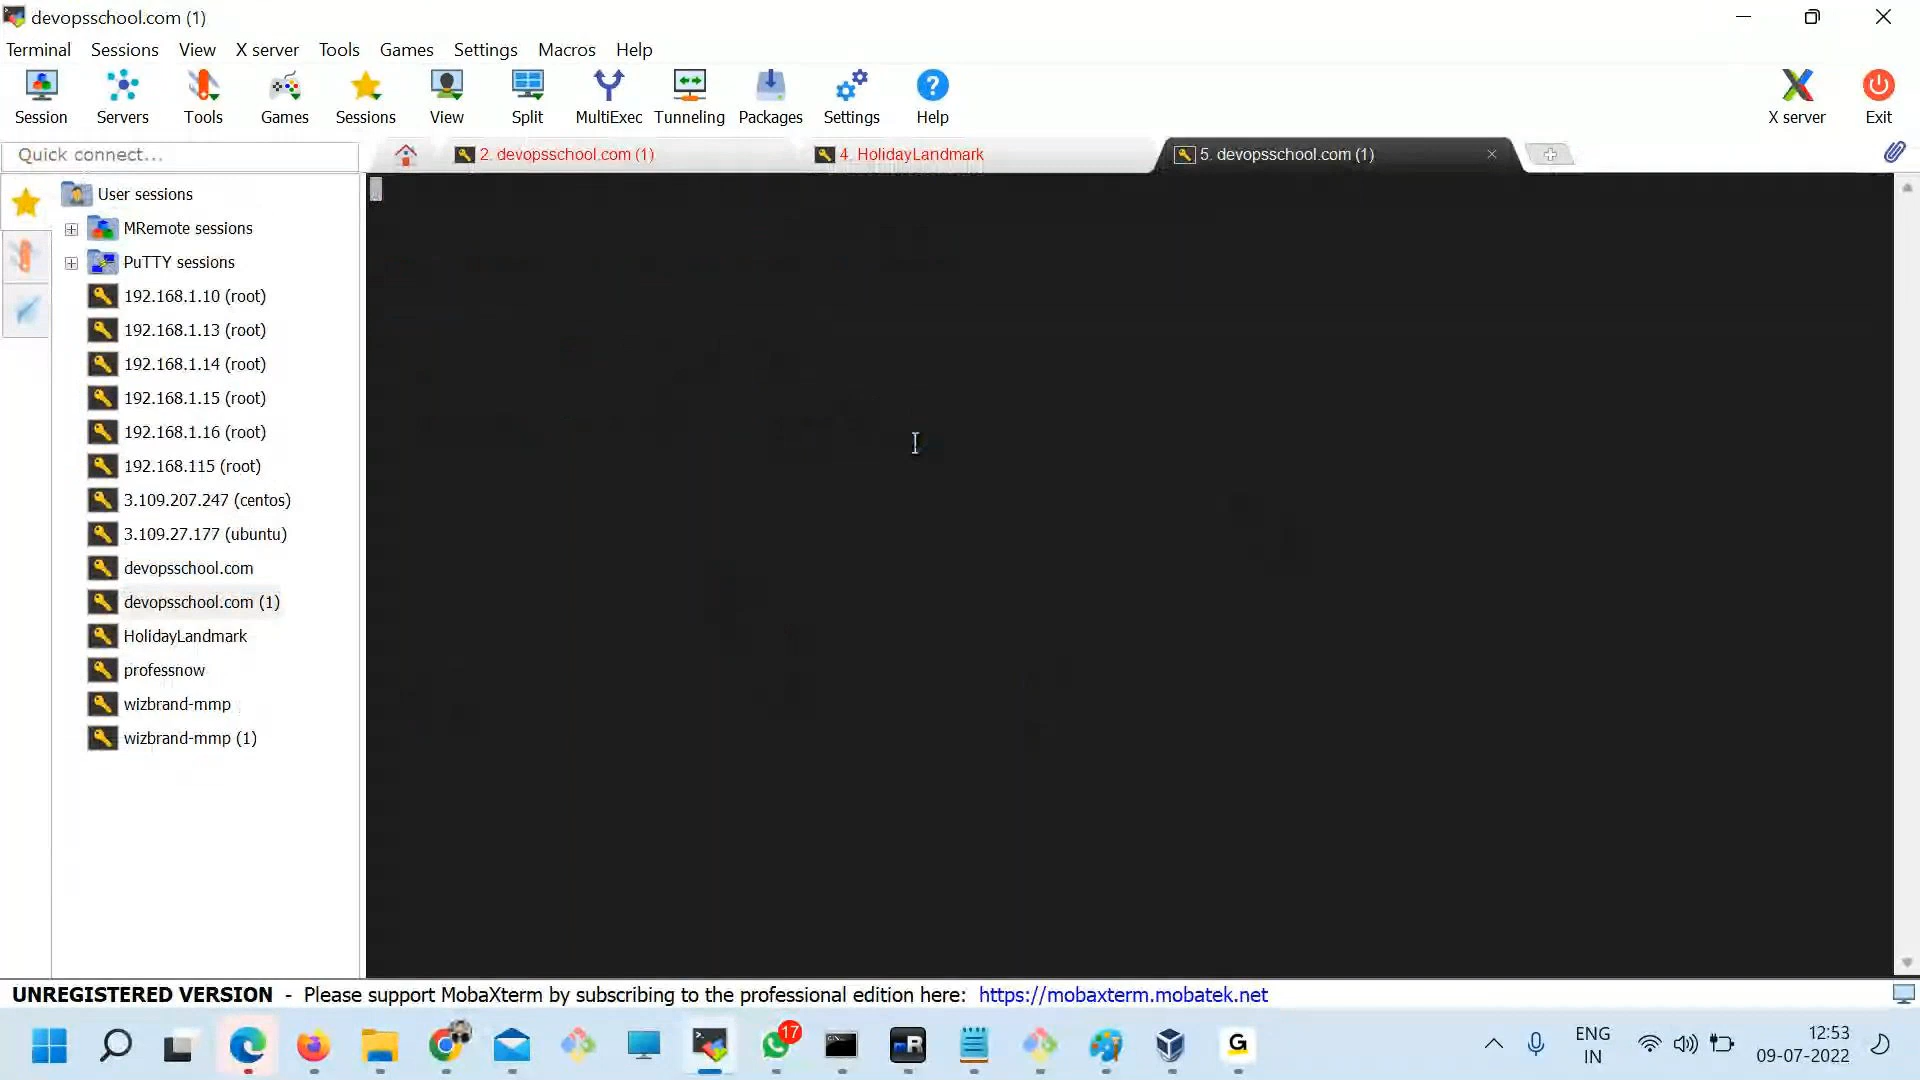 devopsschool.com (1)
Terminal Sessions View X server Tools Games Settings Macros Help
Session Servers Tools Games Sessions View Split MultiExec Tunneling Packages Settings Help X server Exit
Quick connect...
2. devopsschool.com (1)
4. HolidayLandmark
5. devopsschool.com (1)
User sessions
MRemote sessions
PuTTY sessions
192.168.1.10 (root)
192.168.1.13 (root)
192.168.1.14 (root)
192.168.1.15 (root)
192.168.1.16 (root)
192.168.115 (root)
3.109.207.247 (centos)
3.109.27.177 (ubuntu)
devopsschool.com
devopsschool.com (1)
HolidayLandmark
professnow
wizbrand-mmp
wizbrand-mmp (1)
UNREGISTERED VERSION - Please support MobaXterm by subscribing to the professional edition here: https://mobaxterm.mobatek.net
17
R
G
ENG
IN
12:53
09-07-2022